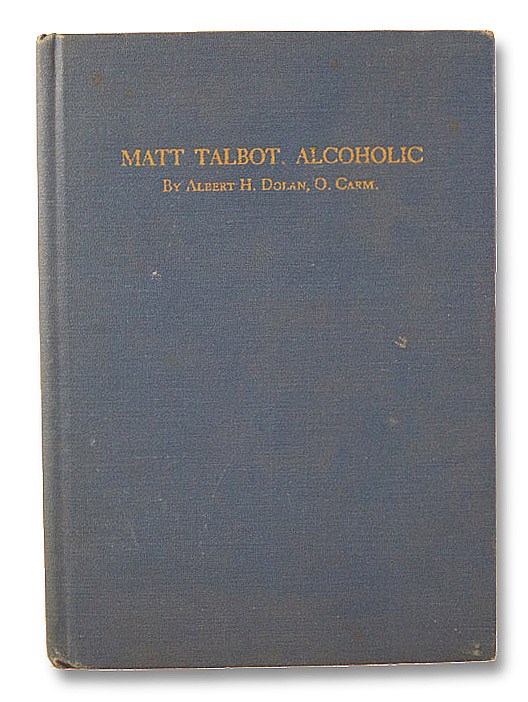 MATT TALBOT, ALCOHOLIC
BY ALBERT H. DOLAN, O. CARM.